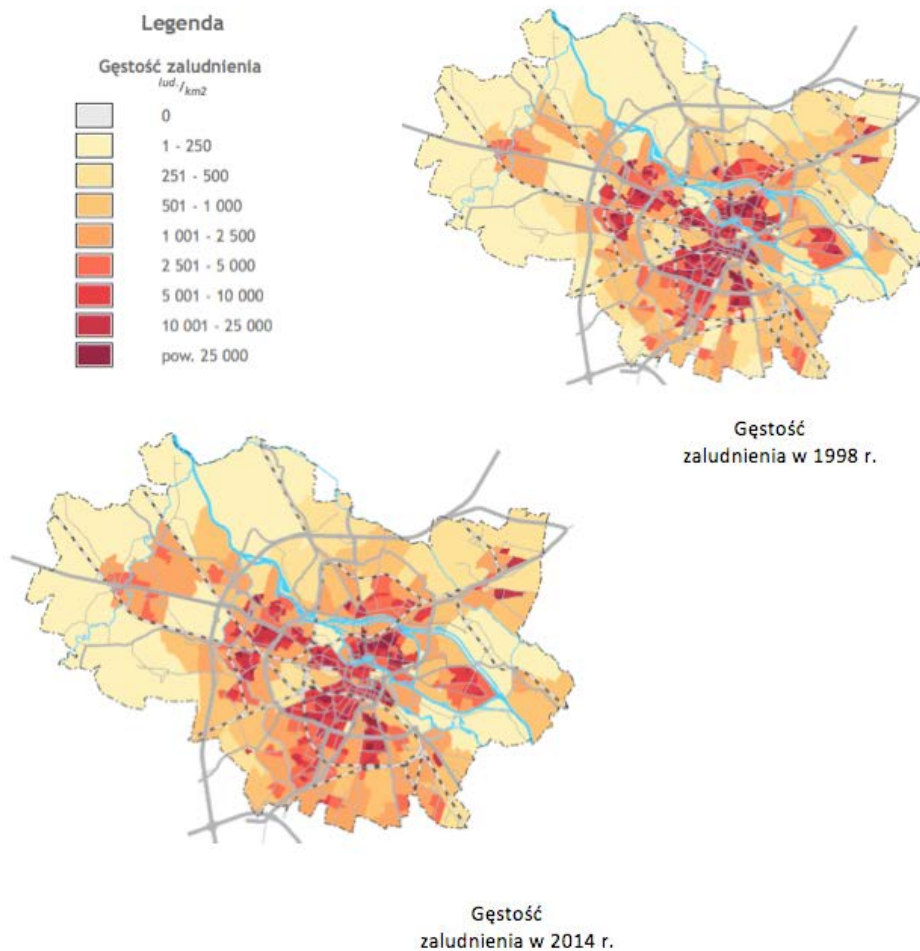 Legenda
Gęstość zaludnienia
lud./km2
0
1 - 250
251 - 500
501 - 1 000
1 001 - 2 500
2 501 - 5 000
5 001 - 10 000
10 001 - 25 000
pow. 25 000
Gęstość
zaludnienia w 1998 r.
Gęstość
zaludnienia w 2014 r.